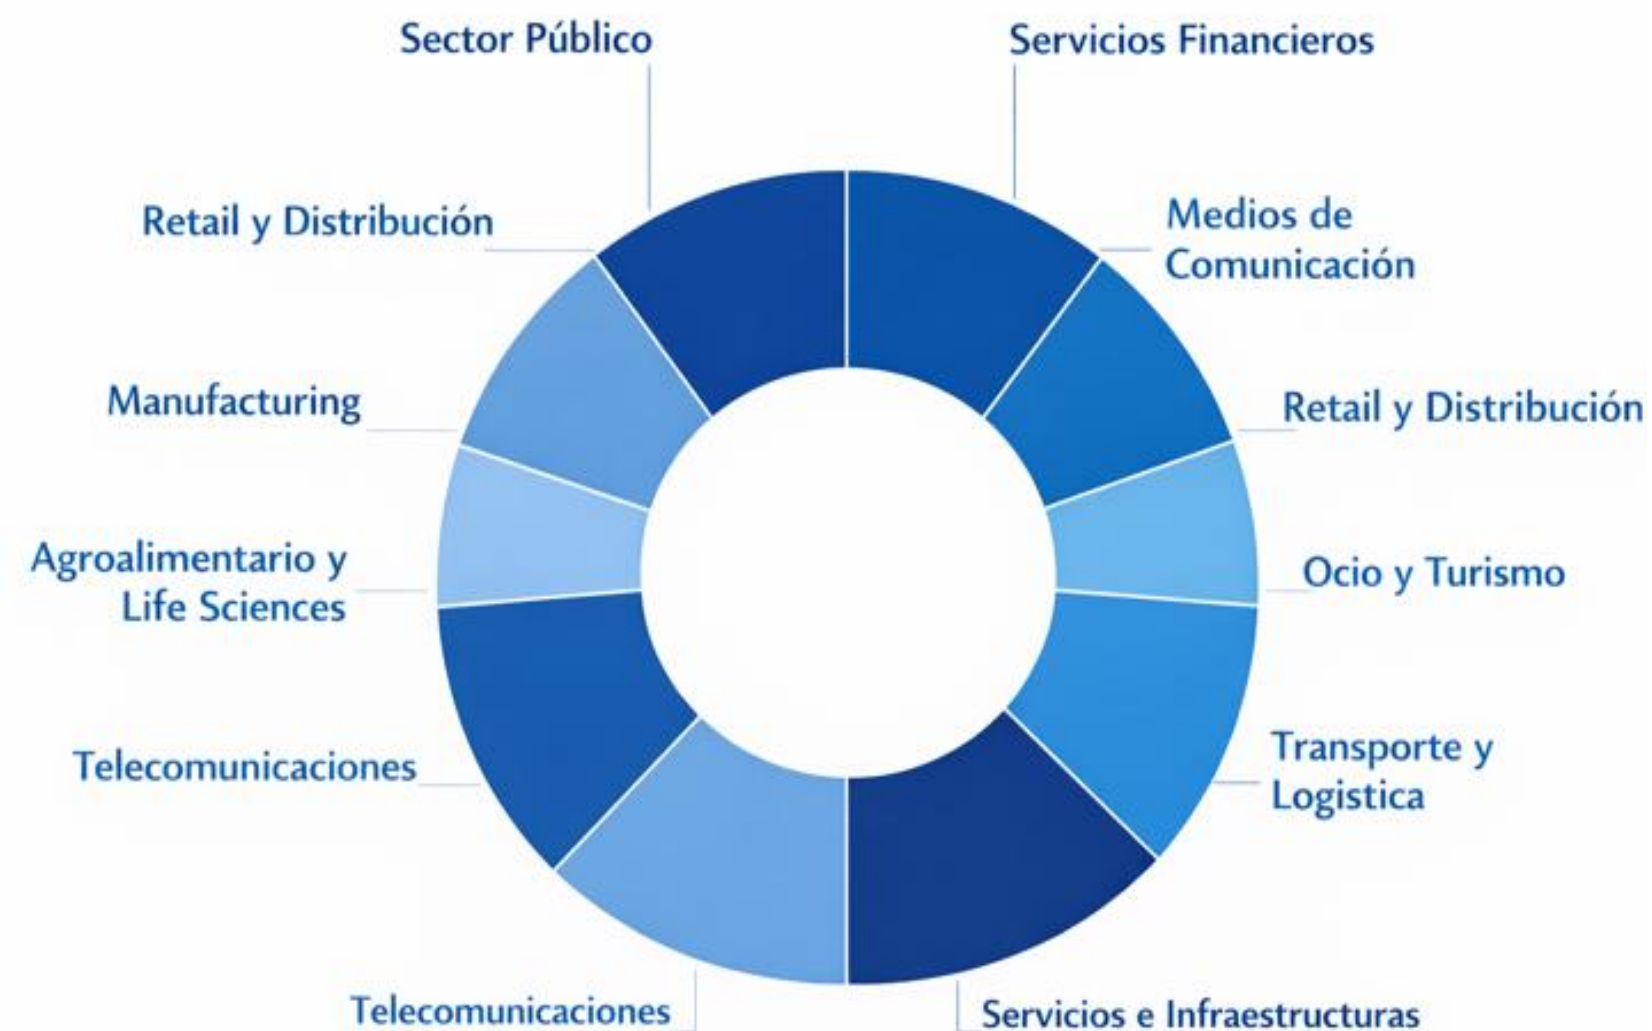 Sector Público
Servicios Financieros
Retail y Distribución
Medios de
Comunicación
Manufacturing
Retail y Distribución
Agroalimentario y
Life Sciences
Ocio y Turismo
Telecomunicaciones
Transporte y
Logistica
Telecomunicaciones
Servicios e Infraestructuras